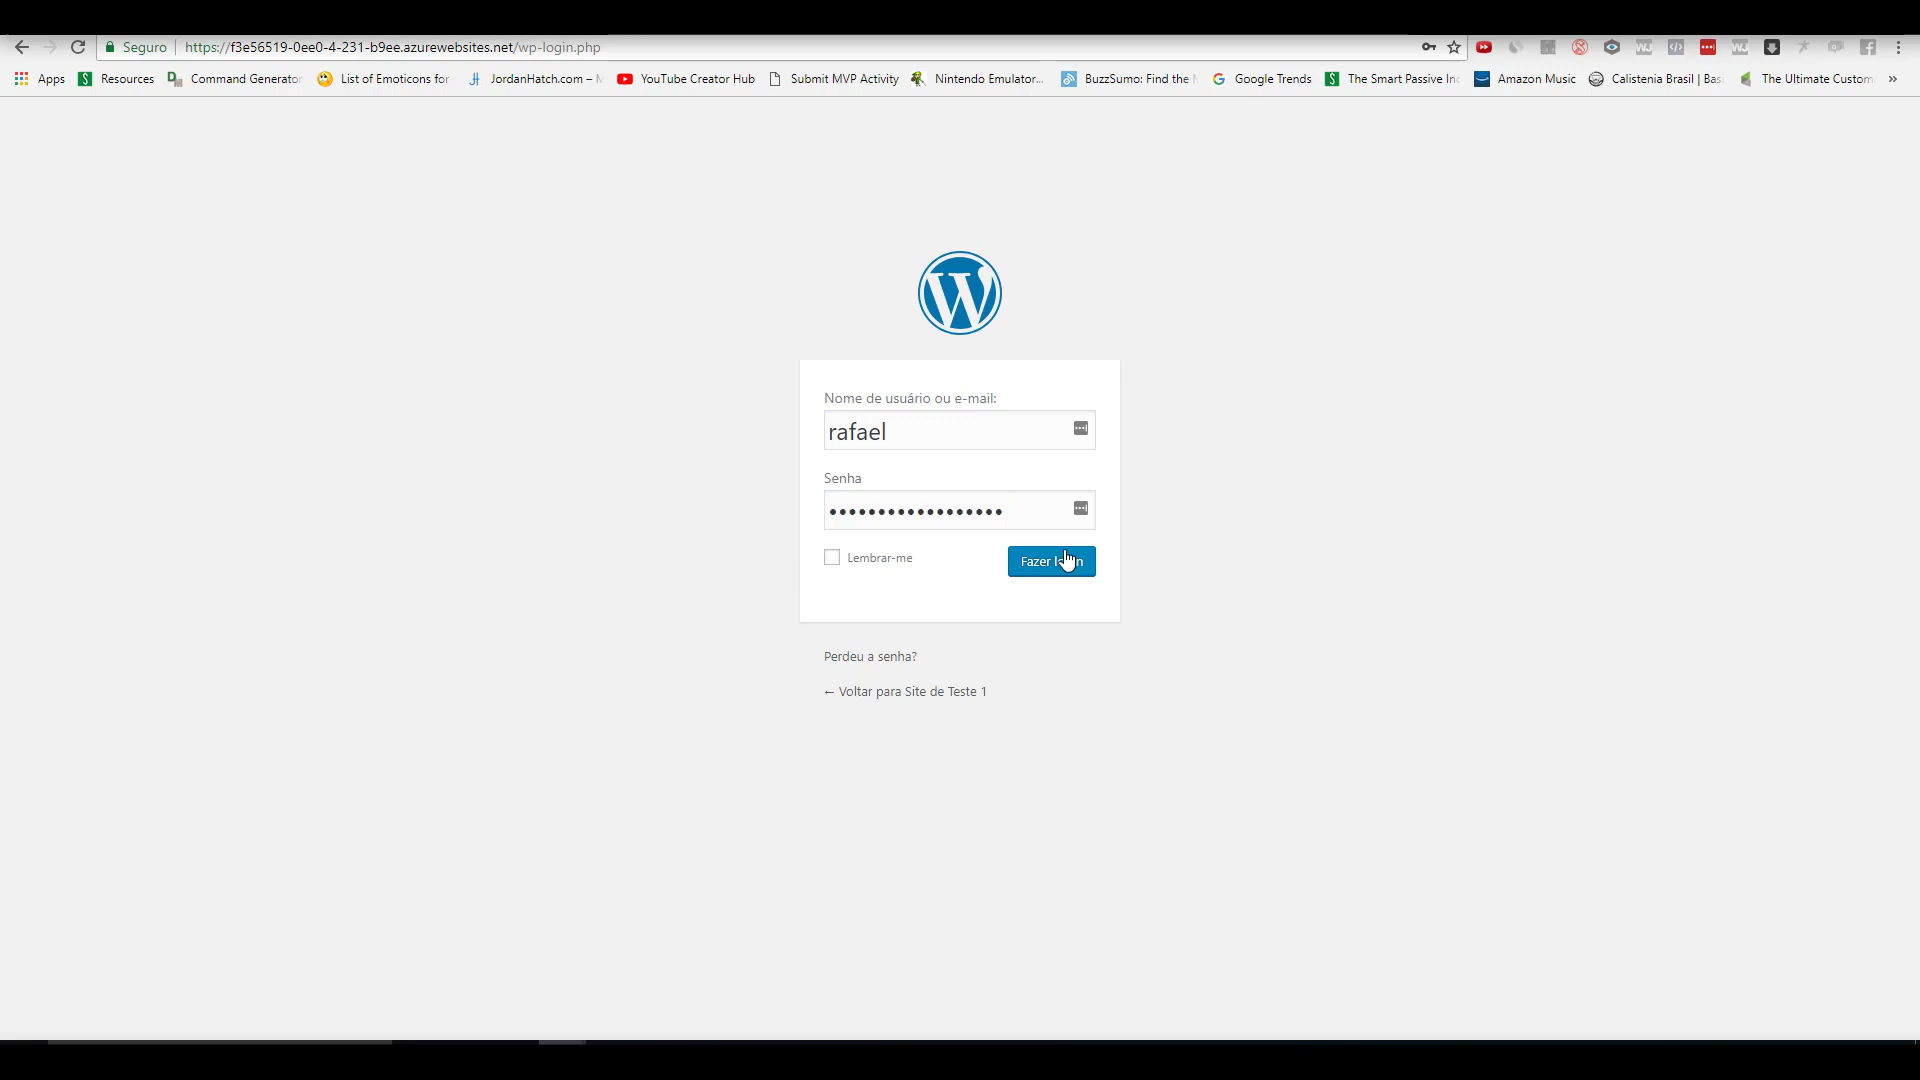 Seguro https://f3e56519-0ee0-4-231-b9ee.azurewebsites.net/wp-login.php
Apps Resources Command Generator List of Emoticons for JordanHatch.com – YouTube Creator Hub Submit MVP Activity Nintendo Emulator... BuzzSumo: Find the Google Trends The Smart Passive Inc Amazon Music Calistenia Brasil | Bas The Ultimate Custom »
Nome de usuário ou e-mail:
rafael
Senha
••••••••••••••••••
Lembrar-me
Fazer
Perdeu a senha?
← Voltar para Site de Teste 1